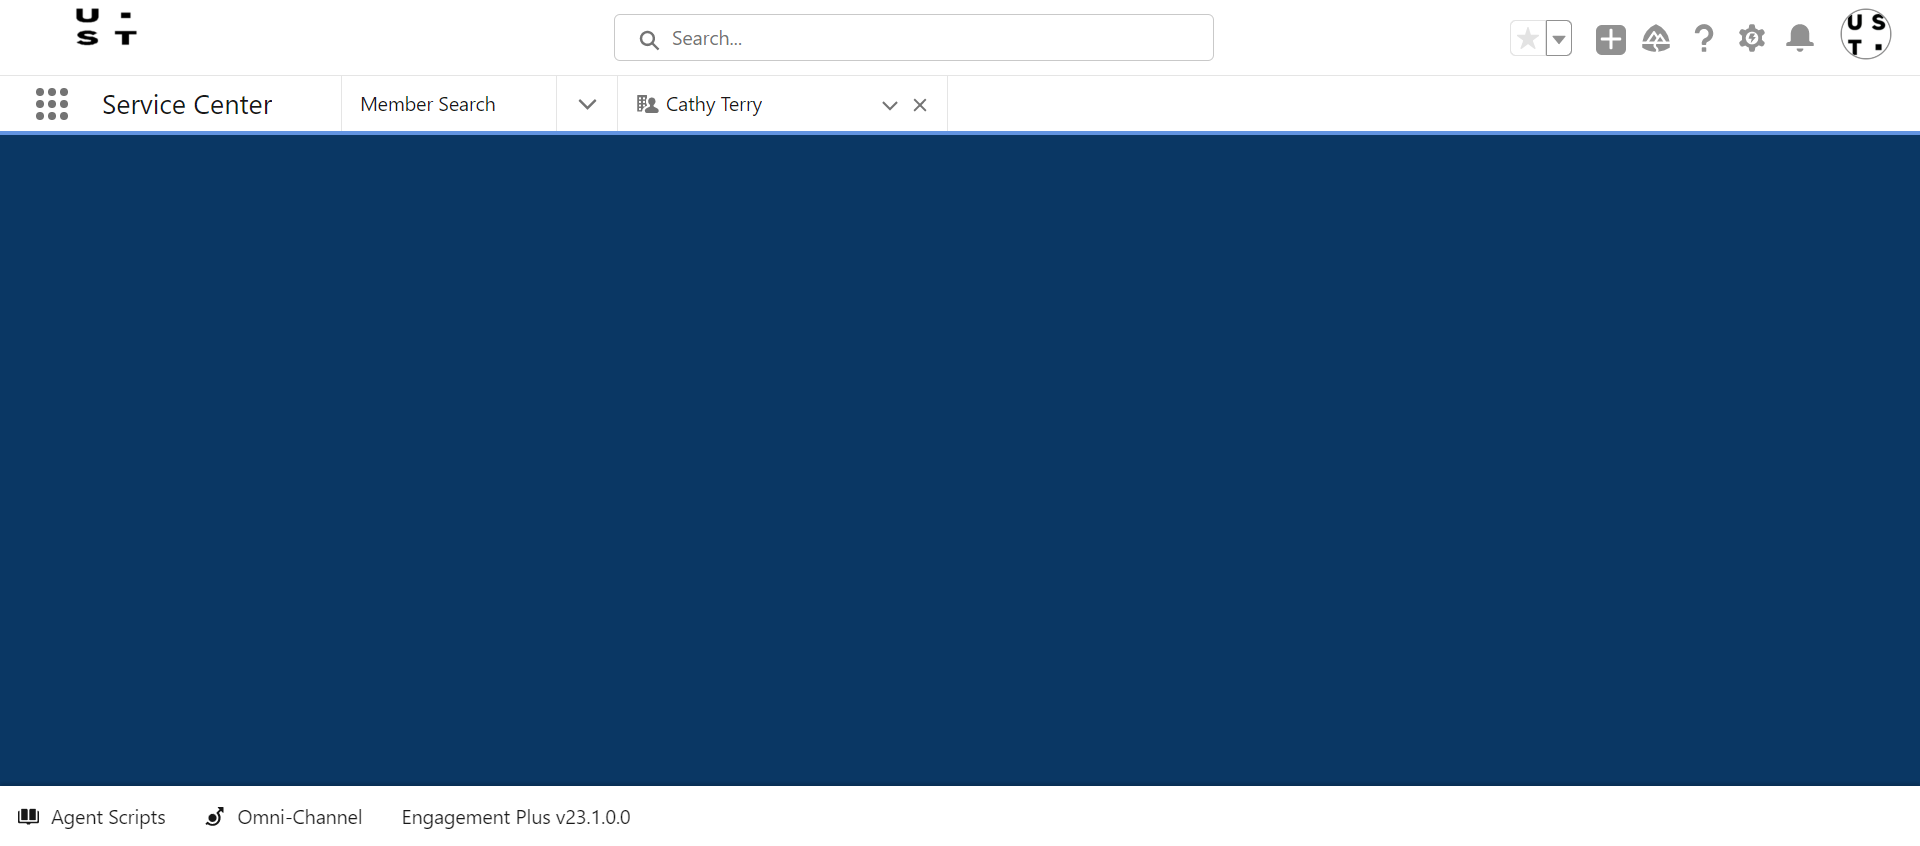 U .
S T
Search...
U S
T .
Service Center
Member Search
Cathy Terry
Agent Scripts
Omni-Channel
Engagement Plus v23.1.0.0